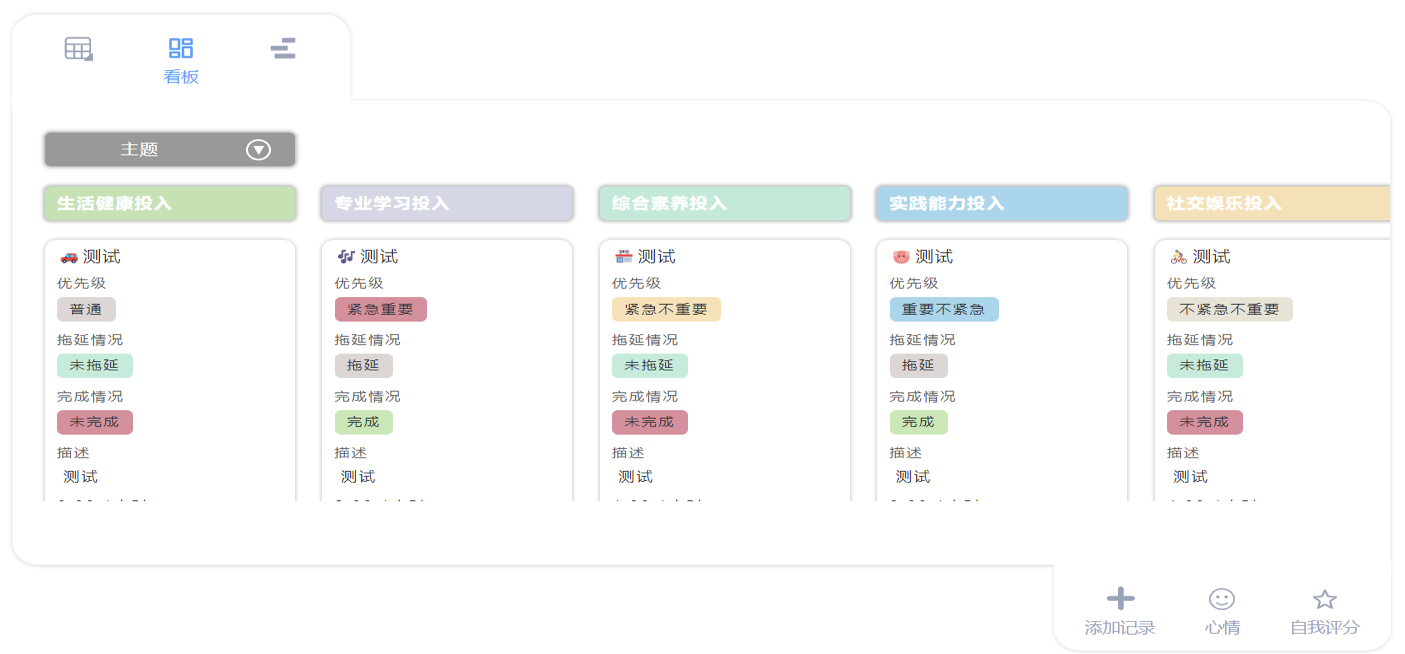 看板
主题
生活健康投入
专业学习投入
综合素养投入
实践能力投入
社交娱乐投入
测试
优先级
普通
拖延情况
未拖延
完成情况
未完成
描述
测试
测试
优先级
紧急重要
拖延情况
拖延
完成情况
完成
描述
测试
测试
优先级
紧急不重要
拖延情况
未拖延
完成情况
未完成
描述
测试
测试
优先级
重要不紧急
拖延情况
拖延
完成情况
完成
描述
测试
测试
优先级
不紧急不重要
拖延情况
未拖延
完成情况
未完成
描述
测试
添加记录
心情
自我评分